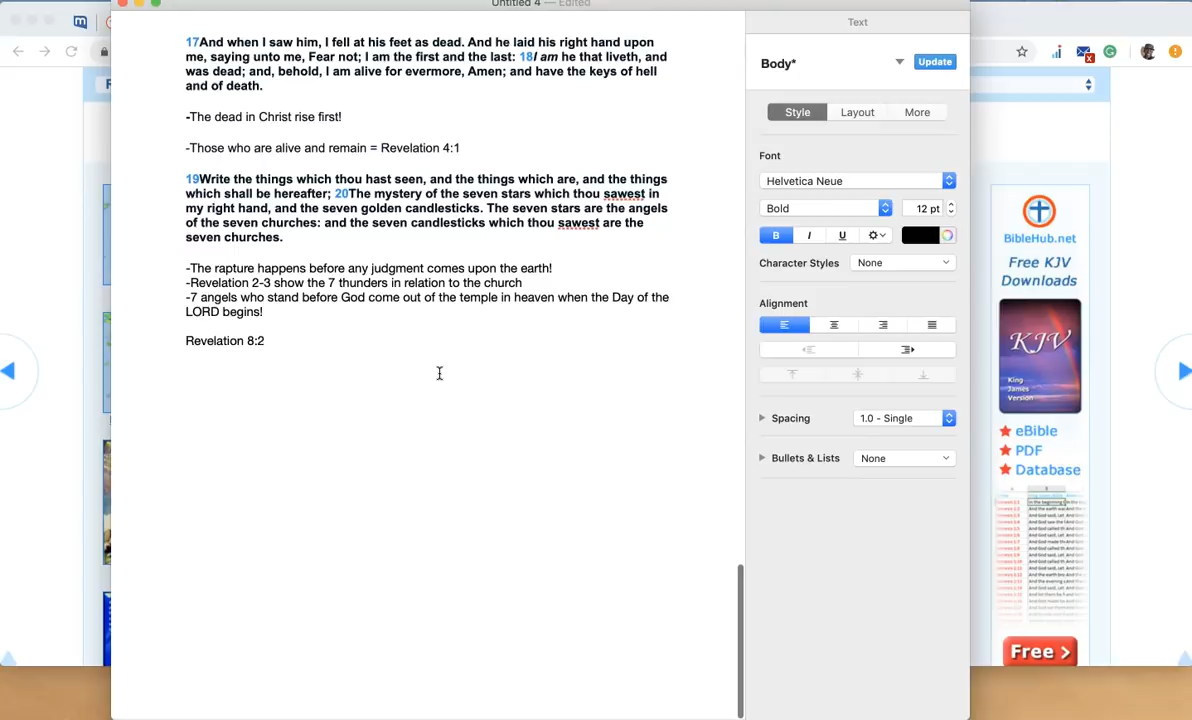 Untitled 4 — Edited
17And when I saw him, I fell at his feet as dead. And he laid his right hand upon
me, saying unto me, Fear not; I am the first and the last: 18I am he that liveth, and
was dead; and, behold, I am alive for evermore, Amen; and have the keys of hell
and of death.
-The dead in Christ rise first!
-Those who are alive and remain = Revelation 4:1
19Write the things which thou hast seen, and the things which are, and the things
which shall be hereafter; 20The mystery of the seven stars which thou sawest in
my right hand, and the seven golden candlesticks. The seven stars are the angels
of the seven churches: and the seven candlesticks which thou sawest are the
seven churches.
-The rapture happens before any judgment comes upon the earth!
-Revelation 2-3 show the 7 thunders in relation to the church
-7 angels who stand before God come out of the temple in heaven when the Day of the
LORD begins!
Revelation 8:2
Text
Body*
Update
Style
Layout
More
Font
Helvetica Neue
Bold
12 pt
B
I
U
Character Styles
None
Alignment
Spacing
1.0 - Single
Bullets & Lists
None
BibleHub.net
Free KJV
Downloads
KJV
King
James
Version
eBible
PDF
Database
Free >